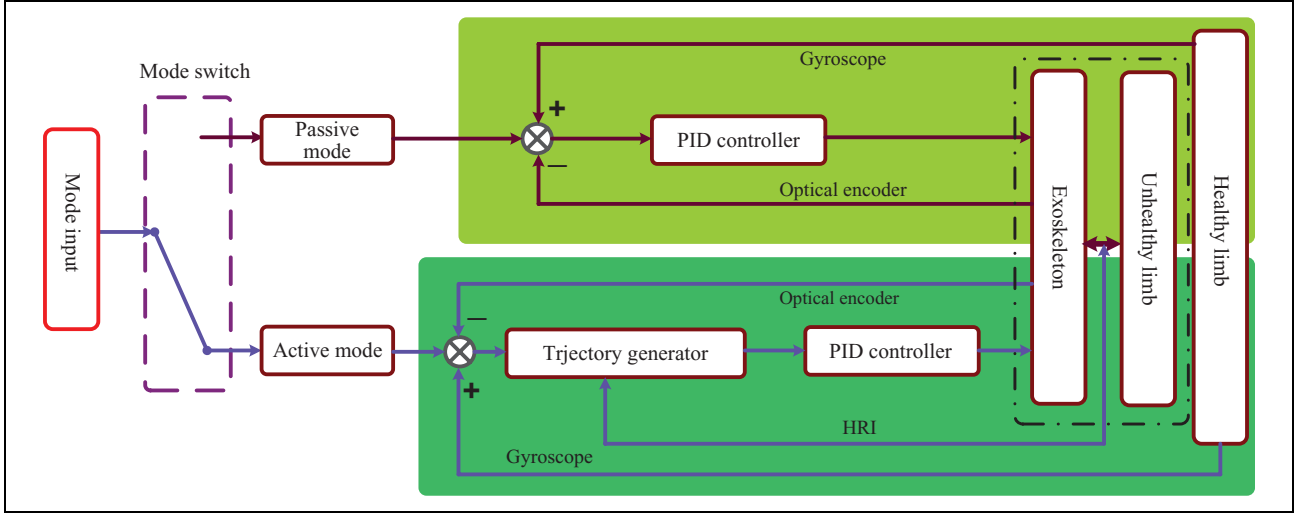 Mode switch
Mode input
Passive
mode
Gyroscope
+
PID controller
—
Optical encoder
Exoskeleton
Unhealthy limb
Healthy limb
Optical encoder
—
Active mode
Trjectory generator
PID controller
+
HRI
Gyroscope